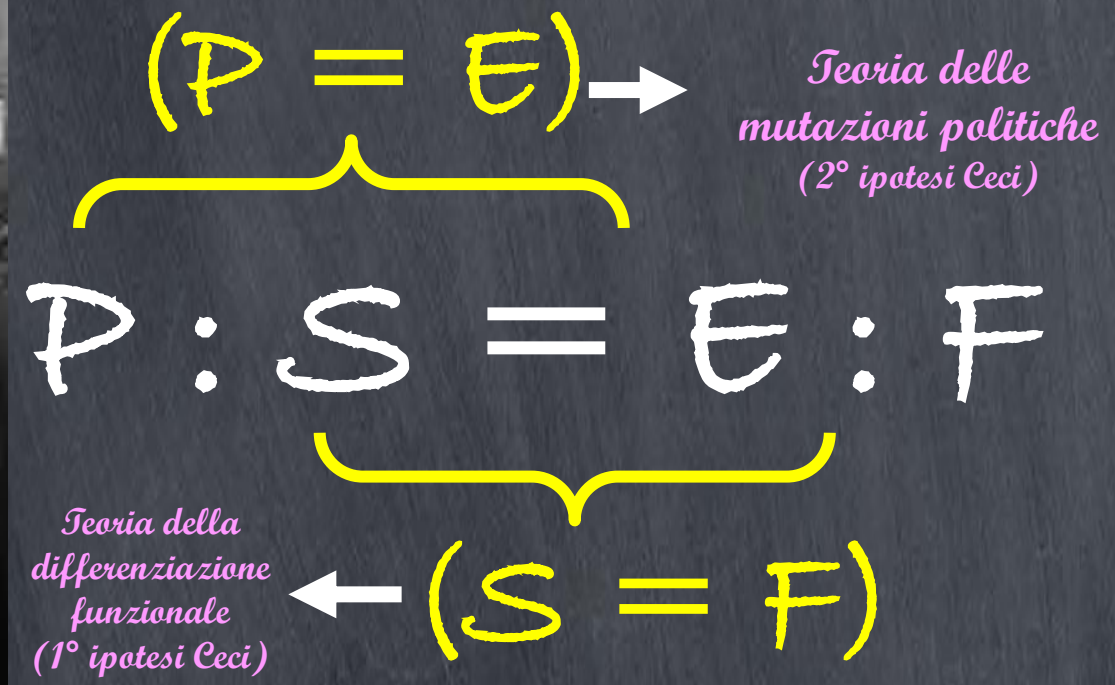 (P = E)
Teoria delle
mutazioni politiche
(2° ipotesi Ceci)
P : S = E : F
Teoria della
differenziazione
funzionale
(1° ipotesi Ceci)
(S = F)